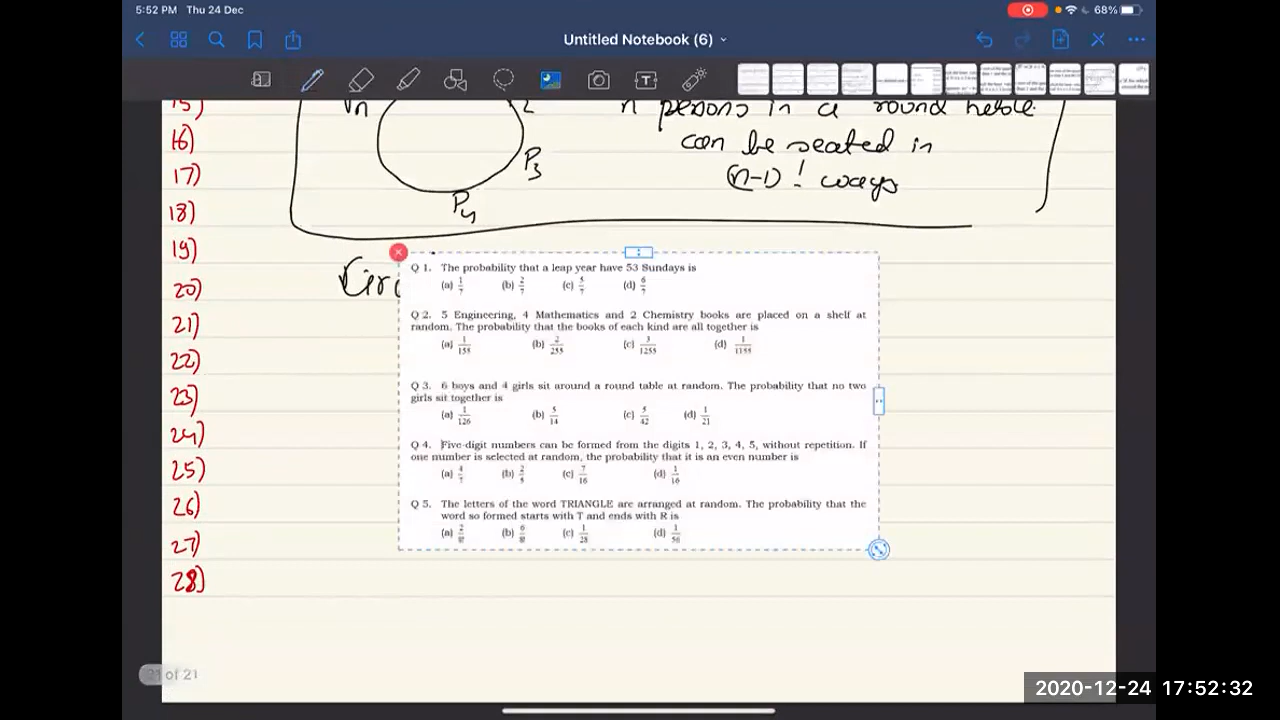 5:52 PM Thu 24 Dec
68%
Untitled Notebook (6)
15)
16)
17)
18)
19)
20)
21)
22)
23)
24)
25)
26)
27)
28)
Pn
2
P3
P4
n persons in a round table
can be seated in
(n-1)! ways
Q 1. The probability that a leap year have 53 Sundays is
(a) 1/7 (b) 2/7 (c) 5/7 (d) 6/7
Q 2. 5 Engineering, 4 Mathematics and 2 Chemistry books are placed on a shelf at
random. The probability that the books of each kind are all together is
(a) 1/155 (b) 2/255 (c) 3/1255 (d) 1/1155
Q 3. 6 boys and 4 girls sit around a round table at random. The probability that no two
girls sit together is
(a) 1/126 (b) 5/14 (c) 5/42 (d) 1/21
Q 4. Five-digit numbers can be formed from the digits 1, 2, 3, 4, 5, without repetition. If
one number is selected at random, the probability that it is an even number is
(a) (b) 2/5 (c) 7/16 (d) 1/16
Q 5. The letters of the word TRIANGLE are arranged at random. The probability that the
word so formed starts with T and ends with R is
(a) 2/8! (b) 6/8! (c) 1/28 (d) 1/56
21 of 21
2020-12-24 17:52:32